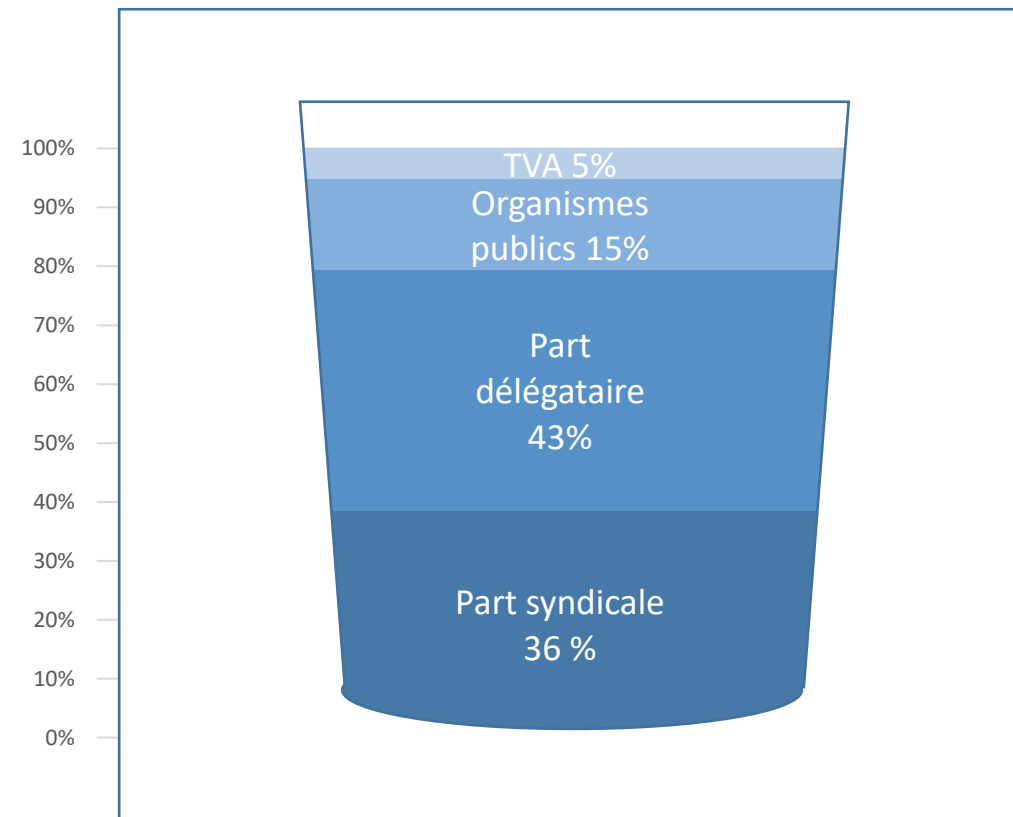 100%
90%
80%
70%
60%
50%
40%
30%
20%
10%
0%
TVA 5%
Organismes
publics 15%
Part
délégataire
43%
Part syndicale
36 %